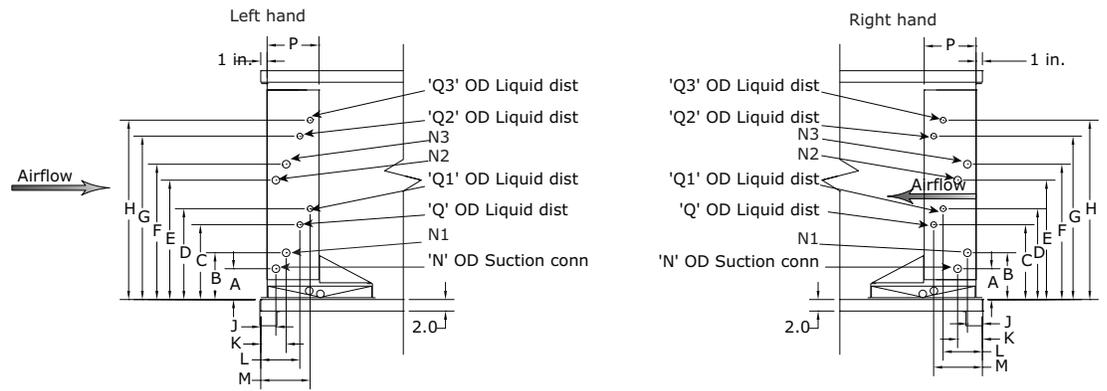 Left hand
P
1 in.
'Q3' OD Liquid dist
'Q2' OD Liquid dist
N3
N2
'Q1' OD Liquid dist
'Q' OD Liquid dist
N1
'N' OD Suction conn
Airflow
H
G
F
E
D
C
B
A
J
K
L
M
2.0
Right hand
P
1 in.
'Q3' OD Liquid dist
'Q2' OD Liquid dist
N3
N2
'Q1' OD Liquid dist
'Q' OD Liquid dist
N1
'N' OD Suction conn
Airflow
A
B
C
D
E
F
G
H
J
K
L
M
2.0